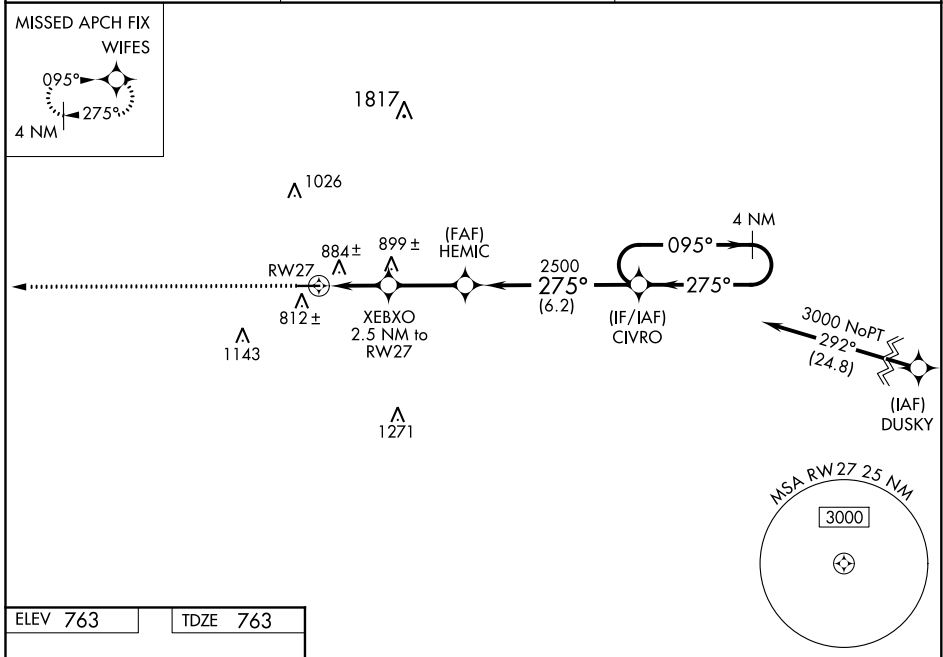 MISSED APCH FIX
WIFES
095°
275°
4 NM
1817
1026
4 NM
(FAF)
HEMIC
095°
884 ±
899 ±
RW27
2500
275°
(6.2)
275°
812 ±
XEBXO
2.5 NM to
RW27
(IF/IAF)
CIVRO
3000 NoPT
292°
(24.8)
1143
(IAF)
DUSKY
1271
MSA RW27 25 NM
3000
ELEV 763
TDZE 763